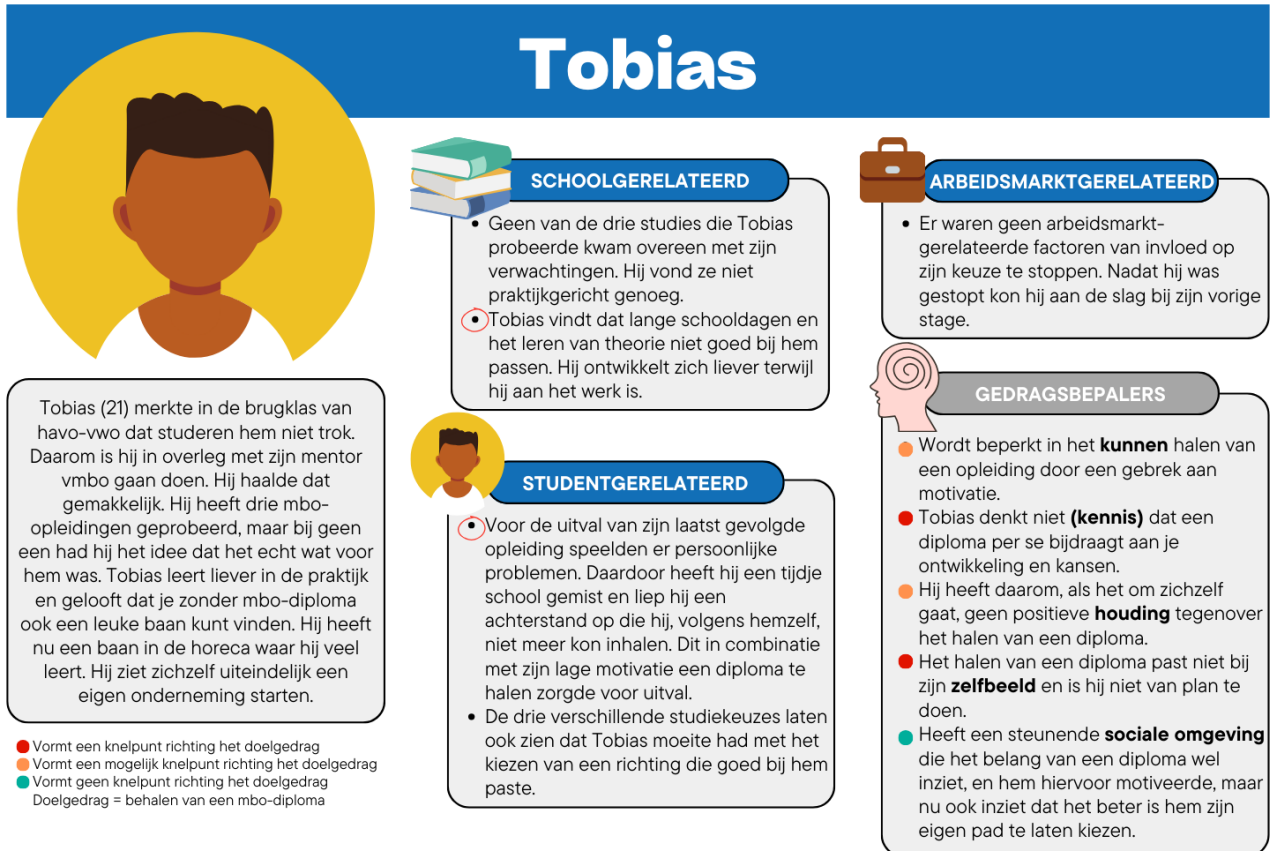 Tobias
Tobias (21) merkte in de brugklas van
havo-vwo dat studeren hem niet trok.
Daarom is hij in overleg met zijn mentor
vmbo gaan doen. Hij haalde dat
gemakkelijk. Hij heeft drie mbo-
opleidingen geprobeerd, maar bij geen
een had hij het idee dat het echt wat voor
hem was. Tobias leert liever in de praktijk
en gelooft dat je zonder mbo-diploma
ook een leuke baan kunt vinden. Hij heeft
nu een baan in de horeca waar hij veel
leert. Hij ziet zichzelf uiteindelijk een
eigen onderneming starten.
Vormt een knelpunt richting het doelgedrag
Vormt een mogelijk knelpunt richting het doelgedrag
Vormt geen knelpunt richting het doelgedrag
Doelgedrag = behalen van een mbo-diploma
SCHOOLGERELATEERD
• Geen van de drie studies die Tobias
probeerde kwam overeen met zijn
verwachtingen. Hij vond ze niet
praktijkgericht genoeg.
• Tobias vindt dat lange schooldagen en
het leren van theorie niet goed bij hem
passen. Hij ontwikkelt zich liever terwijl
hij aan het werk is.
STUDENTGERELATEERD
• Voor de uitval van zijn laatst gevolgde
opleiding speelden er persoonlijke
problemen. Daardoor heeft hij een tijdje
school gemist en liep hij een
achterstand op die hij, volgens hemzelf,
niet meer kon inhalen. Dit in combinatie
met zijn lage motivatie een diploma te
halen zorgde voor uitval.
• De drie verschillende studiekeuzes laten
ook zien dat Tobias moeite had met het
kiezen van een richting die goed bij hem
paste.
ARBEIDSMARKTGERELATEERD
• Er waren geen arbeidsmarkt-
gerelateerde factoren van invloed op
zijn keuze te stoppen. Nadat hij was
gestopt kon hij aan de slag bij zijn vorige
stage.
GEDRAGSBEPALERS
Wordt beperkt in het kunnen halen van
een opleiding door een gebrek aan
motivatie.
Tobias denkt niet (kennis) dat een
diploma per se bijdraagt aan je
ontwikkeling en kansen.
Hij heeft daarom, als het om zichzelf
gaat, geen positieve houding tegenover
het halen van een diploma.
Het halen van een diploma past niet bij
zijn zelfbeeld en is hij niet van plan te
doen.
Heeft een steunende sociale omgeving
die het belang van een diploma wel
inziet, en hem hiervoor motiveerde, maar
nu ook inziet dat het beter is hem zijn
eigen pad te laten kiezen.